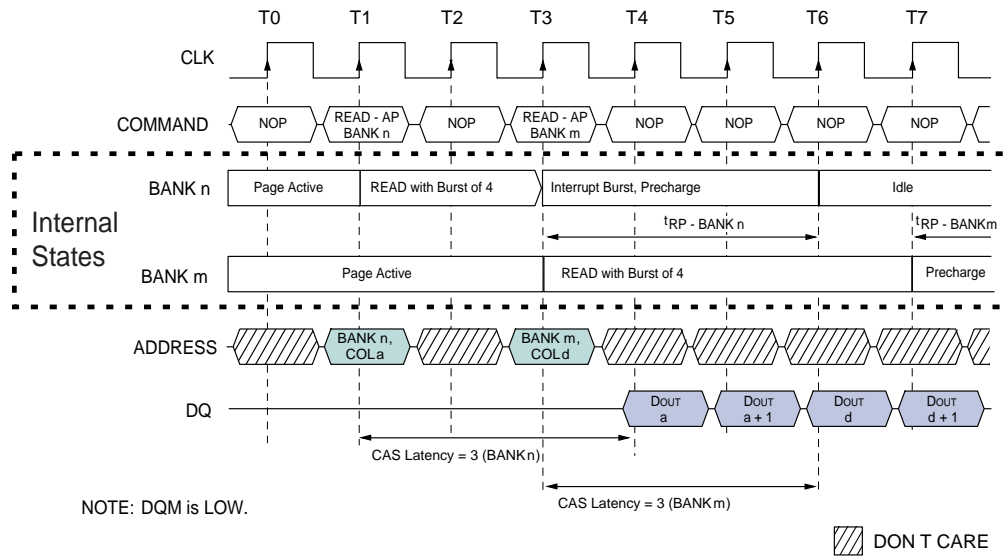 T0 T1 T2 T3 T4 T5 T6 T7
CLK
COMMAND
NOP
READ - AP
BANK n
NOP
READ - AP
BANK m
NOP
NOP
NOP
NOP
Internal
States
BANK n
Page Active
READ with Burst of 4
Interrupt Burst, Precharge
Idle
tRP - BANK n
tRP - BANK m
BANK m
Page Active
READ with Burst of 4
Precharge
ADDRESS
BANK n,
COL a
BANK m,
COL d
DQ
DOUT
a
DOUT
a + 1
DOUT
d
DOUT
d + 1
CAS Latency = 3 (BANK n)
CAS Latency = 3 (BANK m)
NOTE: DQM is LOW.
DON T CARE